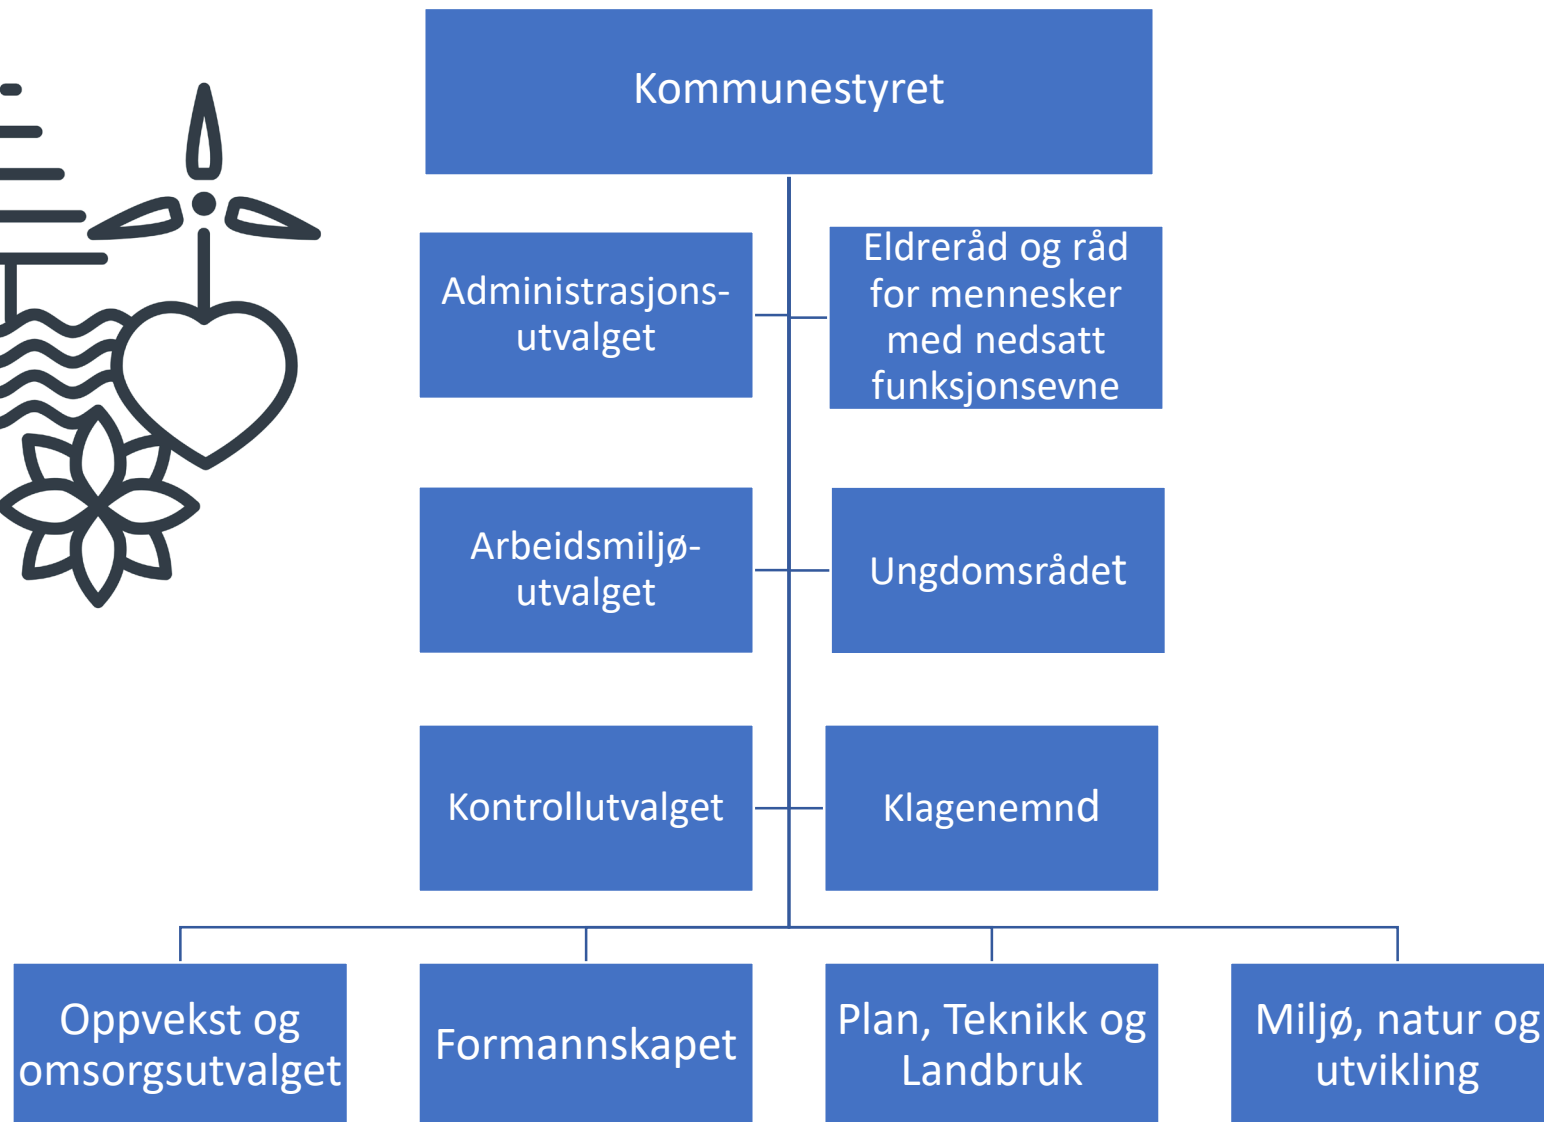 Kommunestyret
Administrasjons-
utvalget
Eldreråd og råd
for mennesker
med nedsatt
funksjonsevne
Arbeidsmiljø-
utvalget
Ungdomsrådet
Kontrollutvalget
Klagenemnd
Oppvekst og
omsorgsutvalget
Formannskapet
Plan, Teknikk og
Landbruk
Miljø, natur og
utvikling